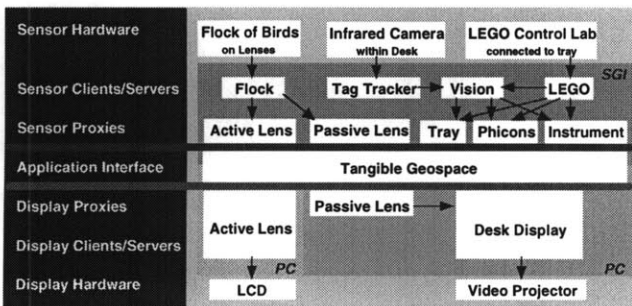 Sensor Hardware
Flock of Birds
on Lenses
Infrared Camera
within Desk
LEGO Control Lab
connected to tray
SGI
Sensor Clients/Servers
Flock
Tag Tracker
Vision
LEGO
Sensor Proxies
Active Lens
Passive Lens
Tray
Phicons
Instrument
Application Interface
Tangible Geospace
Display Proxies
Active Lens
Passive Lens
Desk Display
Display Clients/Servers
PC
PC
Display Hardware
LCD
Video Projector